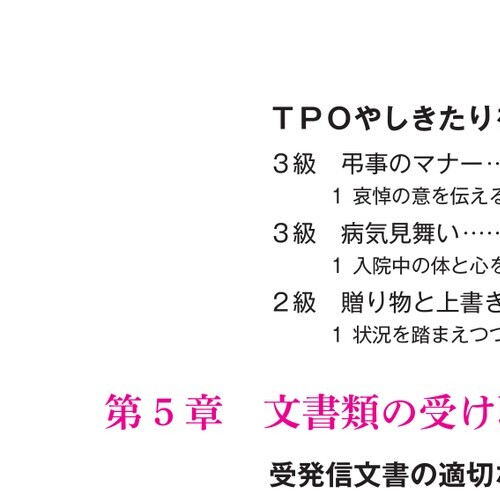 TPOやしきたりを
3級 弔事のマナー…
1 哀悼の意を伝える
3級 病気見舞い……
1 入院中の体と心を
2級 贈り物と上書き
1 状況を踏まえつつ
第5章 文書類の受け
受発信文書の適切な